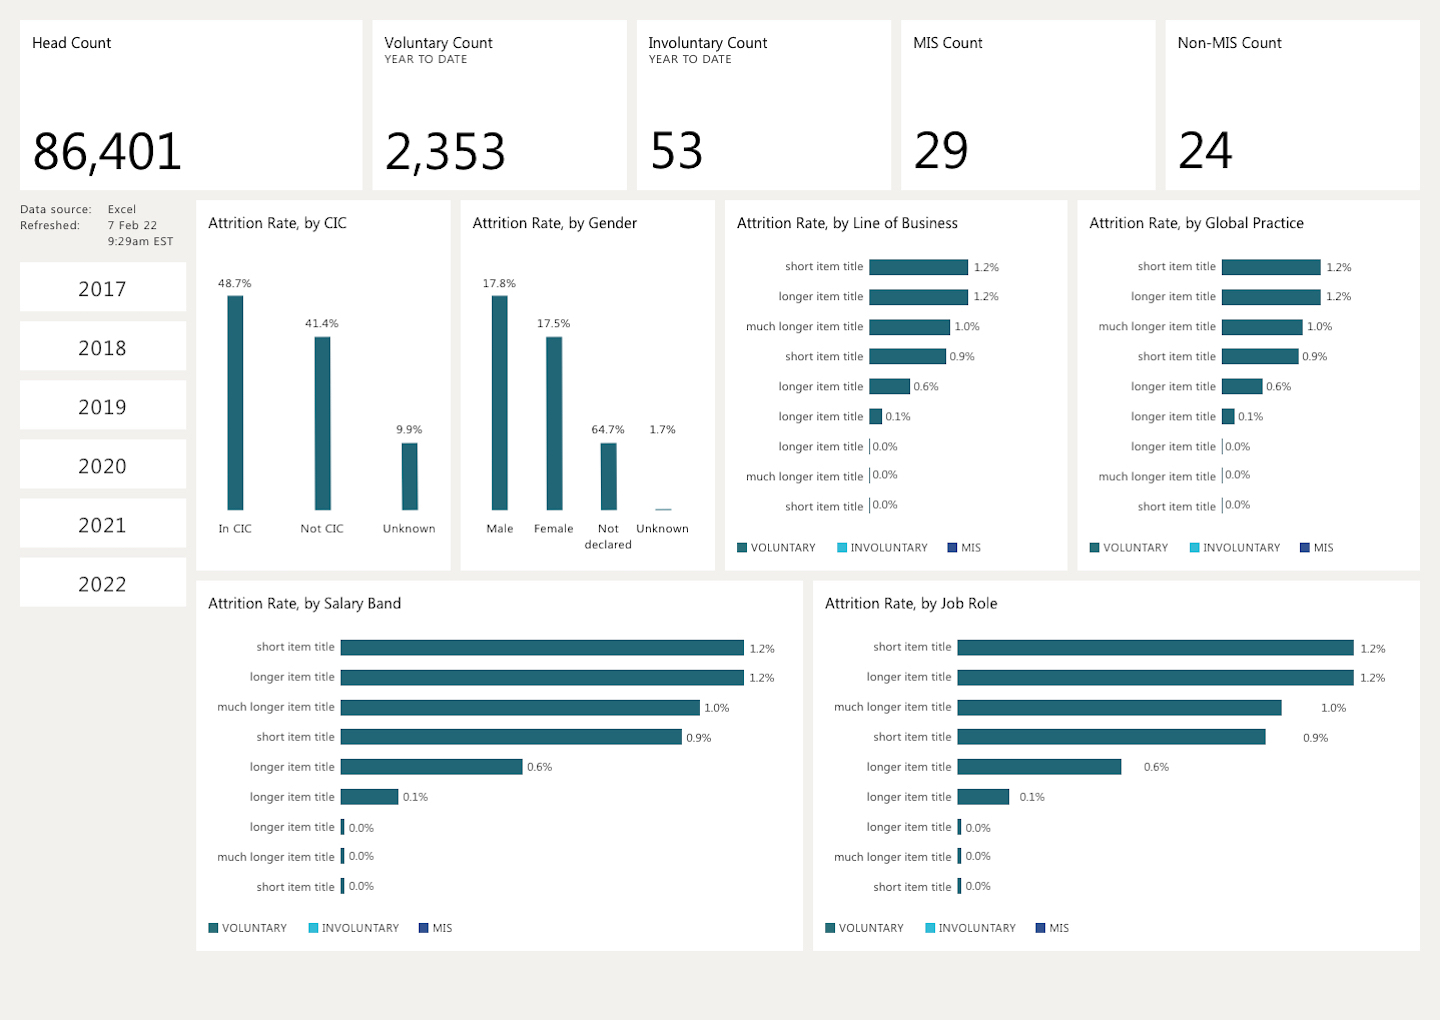 Head Count
86,401
Voluntary Count
YEAR TO DATE
2,353
Involuntary Count
YEAR TO DATE
53
MIS Count
29
Non-MIS Count
24
Data source: Excel
Refreshed: 7 Feb 22
9:29am EST
2017
2018
2019
2020
2021
2022
Attrition Rate, by CIC
48.7%
41.4%
9.9%
In CIC
Not CIC
Unknown
Attrition Rate, by Gender
17.8%
17.5%
64.7%
1.7%
Male
Female
Not
declared
Unknown
Attrition Rate, by Line of Business
short item title 1.2%
longer item title 1.2%
much longer item title 1.0%
short item title 0.9%
longer item title 0.6%
longer item title 0.1%
longer item title 0.0%
much longer item title 0.0%
short item title 0.0%
VOLUNTARY INVOLUNTARY MIS
Attrition Rate, by Global Practice
short item title 1.2%
longer item title 1.2%
much longer item title 1.0%
short item title 0.9%
longer item title 0.6%
longer item title 0.1%
longer item title 0.0%
much longer item title 0.0%
short item title 0.0%
VOLUNTARY INVOLUNTARY MIS
Attrition Rate, by Salary Band
short item title 1.2%
longer item title 1.2%
much longer item title 1.0%
short item title 0.9%
longer item title 0.6%
longer item title 0.1%
longer item title 0.0%
much longer item title 0.0%
short item title 0.0%
VOLUNTARY INVOLUNTARY MIS
Attrition Rate, by Job Role
short item title 1.2%
longer item title 1.2%
much longer item title 1.0%
short item title 0.9%
longer item title 0.6%
longer item title 0.1%
longer item title 0.0%
much longer item title 0.0%
short item title 0.0%
VOLUNTARY INVOLUNTARY MIS